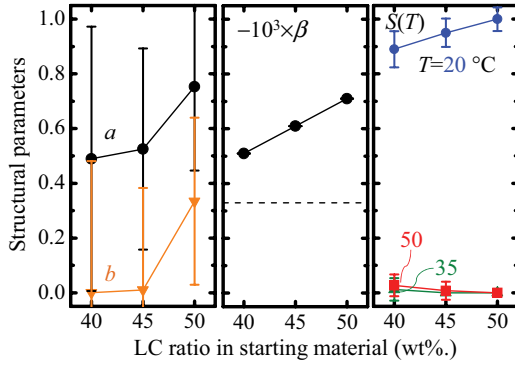 Structural parameters
1.0
0.8
0.6
0.4
0.2
0.0
a
b
−10³×β
S(T)
T=20 °C
50
35
40 45 50 40 45 50 40 45 50
LC ratio in starting material (wt%.)